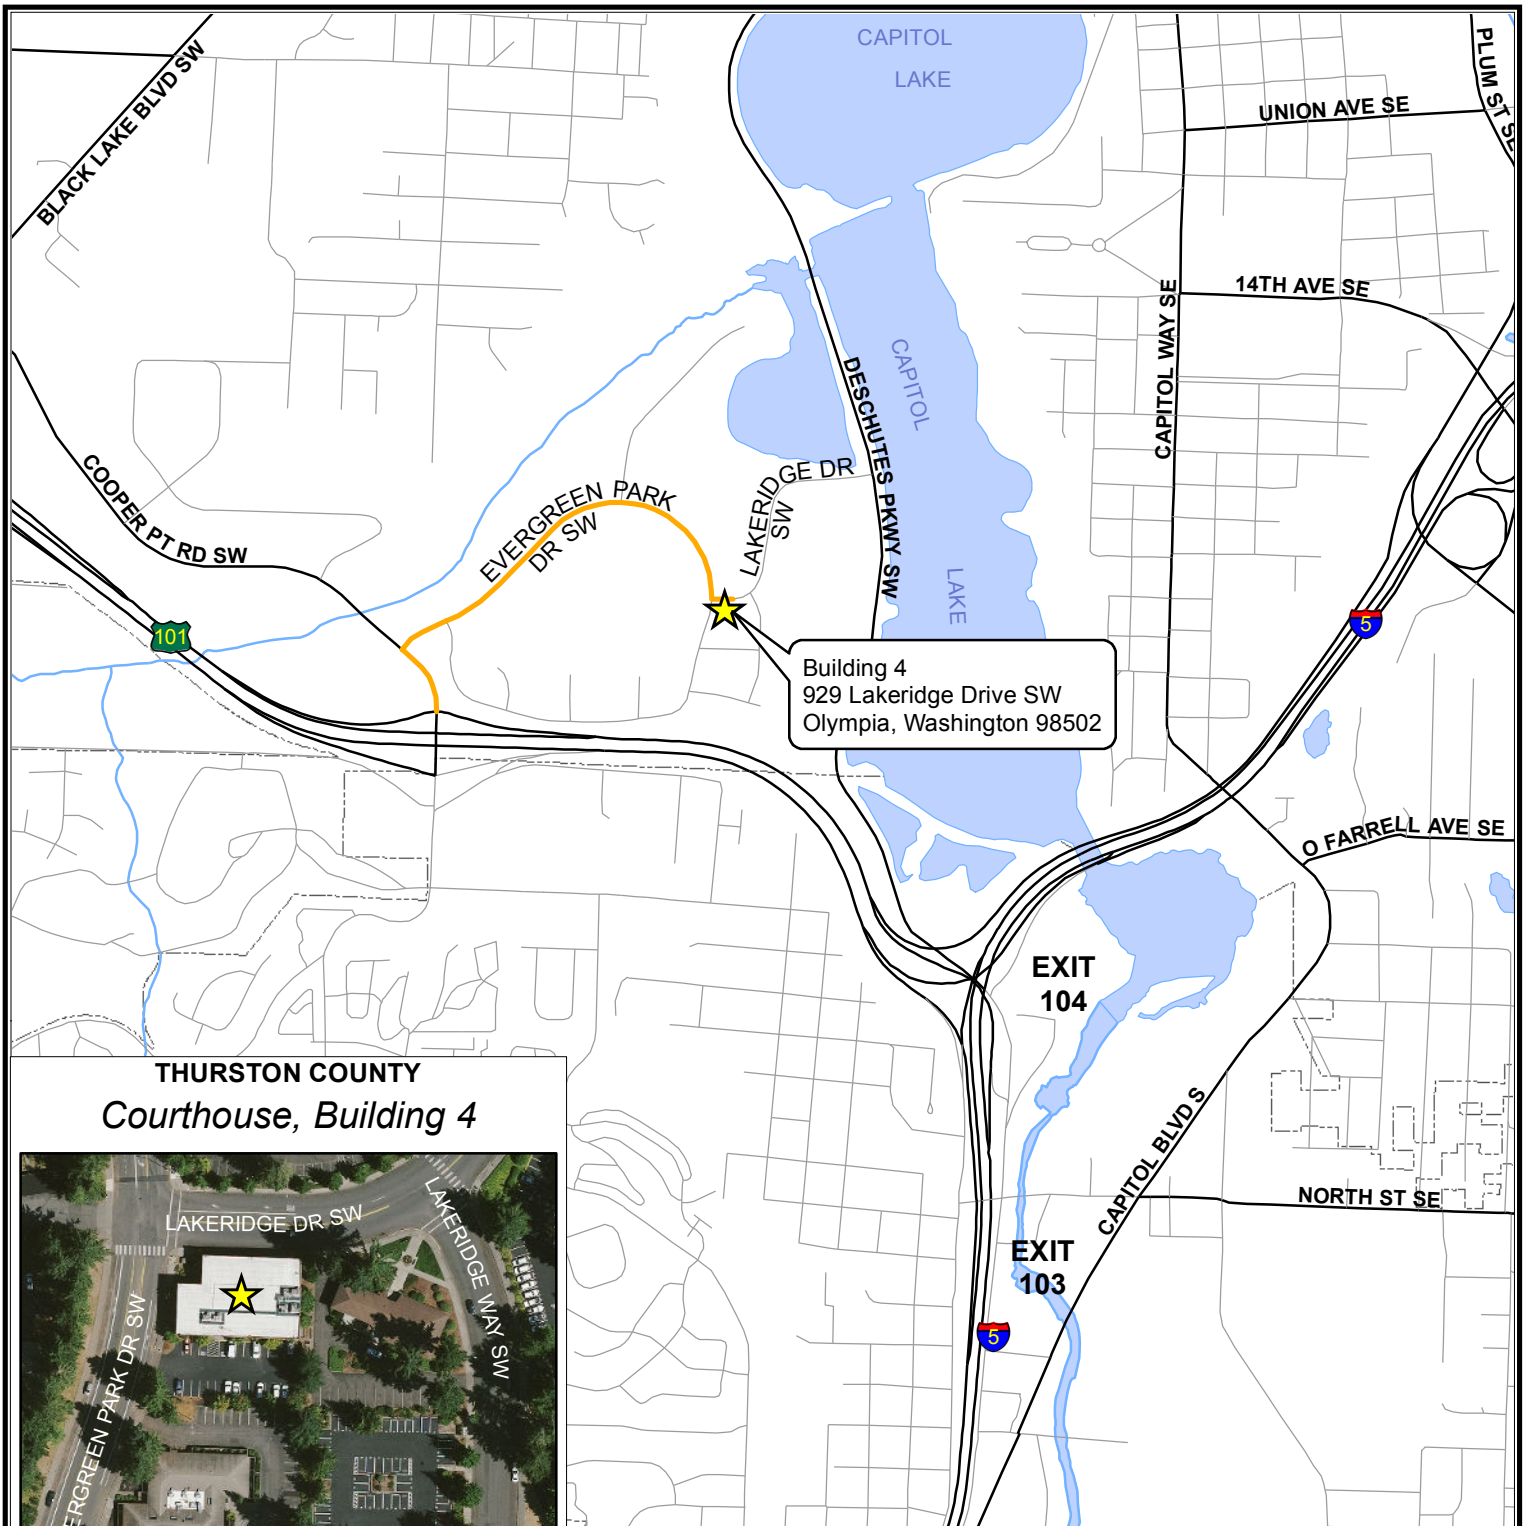 CAPITOL
LAKE
PLUM ST SE
BLACK LAKE BLVD SW
UNION AVE SE
14TH AVE SE
CAPITOL WAY SE
CAPITOL
LAKE
DESCHUTES PKWY SW
COOPER PT RD SW
EVERGREEN PARK
DR SW
LAKERIDGE DR
SW
101
5
Building 4
929 Lakeridge Drive SW
Olympia, Washington 98502
O FARRELL AVE SE
EXIT
104
CAPITOL BLVD S
NORTH ST SE
EXIT
103
5
THURSTON COUNTY
Courthouse, Building 4
LAKERIDGE DR SW
LAKERIDGE WAY SW
ERGREEN PARK DR SW